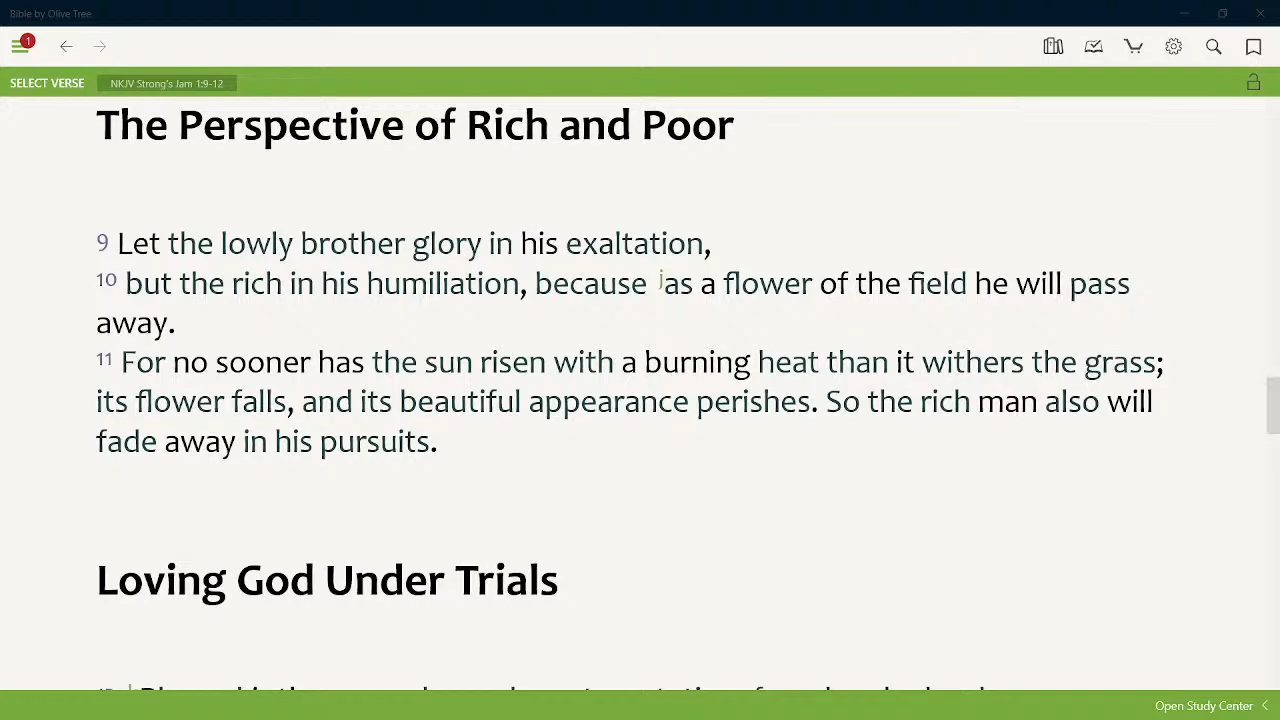 Bible by Olive Tree
1
SELECT VERSE NKJV Strong's Jam 1:9-12
The Perspective of Rich and Poor
9 Let the lowly brother glory in his exaltation,
10 but the rich in his humiliation, because j as a flower of the field he will pass
away.
11 For no sooner has the sun risen with a burning heat than it withers the grass;
its flower falls, and its beautiful appearance perishes. So the rich man also will
fade away in his pursuits.
Loving God Under Trials
Open Study Center